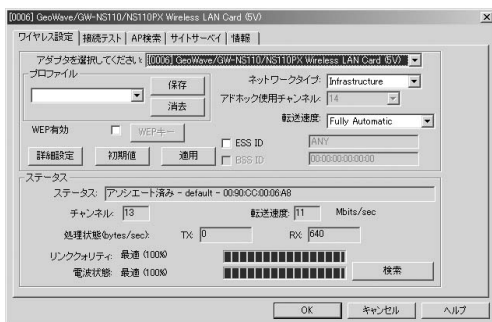 [0006] GeoWave/GW-NS110/NS110PX Wireless LAN Card (5V)
ワイヤレス設定 接続テスト AP検索 サイトサーベイ 情報
アダプタを選択してください [0006] GeoWave/GW-NS110/NS110PX Wireless LAN Card (5V)
プロファイル 保存 ネットワークタイプ: Infrastructure
消去 アドホック使用チャンネル: 14
転送速度: Fully Automatic
WEP有効 WEPキー
ESS ID ANY
詳細設定 初期値 適用 BSS ID 00:00:00:00:00:00
ステータス
ステータス: アソシエート済み - default - 00:90:CC:00:06:A8
チャンネル: 13 転送速度: 11 Mbits/sec
処理状態(bytes/sec): TX: 0 RX: 640
リンククォリティ: 最適 (100%)
電波状態: 最適 (100%) 検索
OK キャンセル ヘルプ